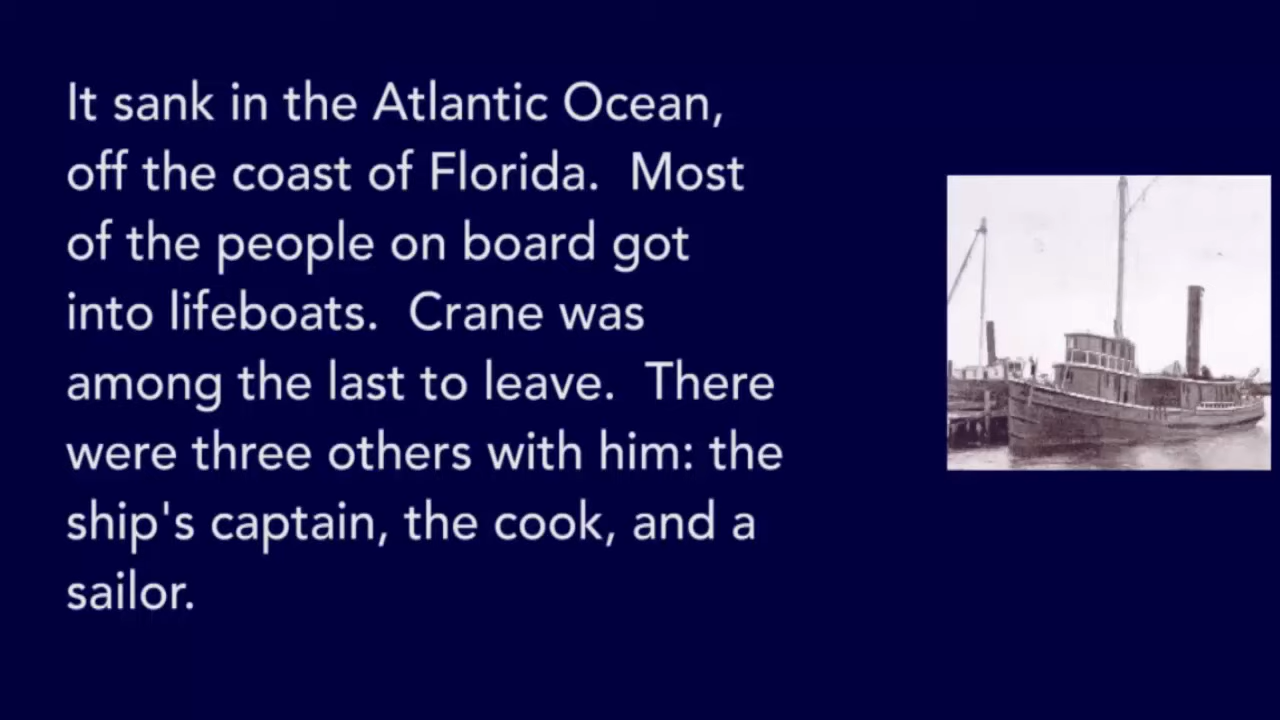 It sank in the Atlantic Ocean,
off the coast of Florida.  Most
of the people on board got
into lifeboats.  Crane was
among the last to leave.  There
were three others with him: the
ship's captain, the cook, and a
sailor.